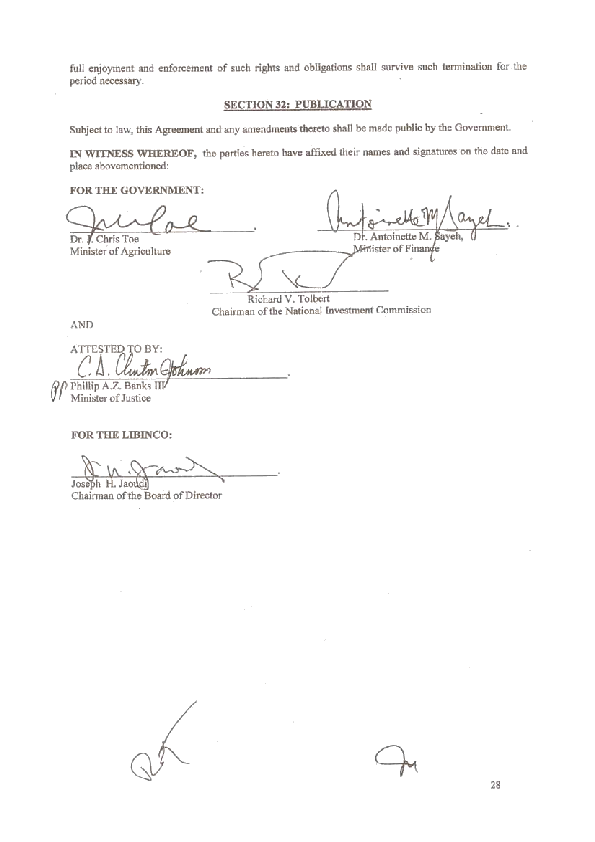 full enjoyment and enforcement of such rights and obligations shall survive such termination for the
period necessary.
SECTION 32: PUBLICATION
Subject to law, this Agreement and any amendments thereto shall be made public by the Government.
IN WITNESS WHEREOF, the parties hereto have affixed their names and signatures on the date and
place abovementioned:
FOR THE GOVERNMENT:
Antoinette M Sayeh
Dr. J. Chris Toe
Dr. Antoinette M. Sayeh,
Minister of Agriculture
Minister of Finance
Richard V. Tolbert
Chairman of the National Investment Commission
AND
ATTESTED TO BY:
C. A. Clinton Johnson
Phillip A.Z. Banks III
Minister of Justice
FOR THE LIBINCO:
Joseph H. Jaoudi
Chairman of the Board of Director
28